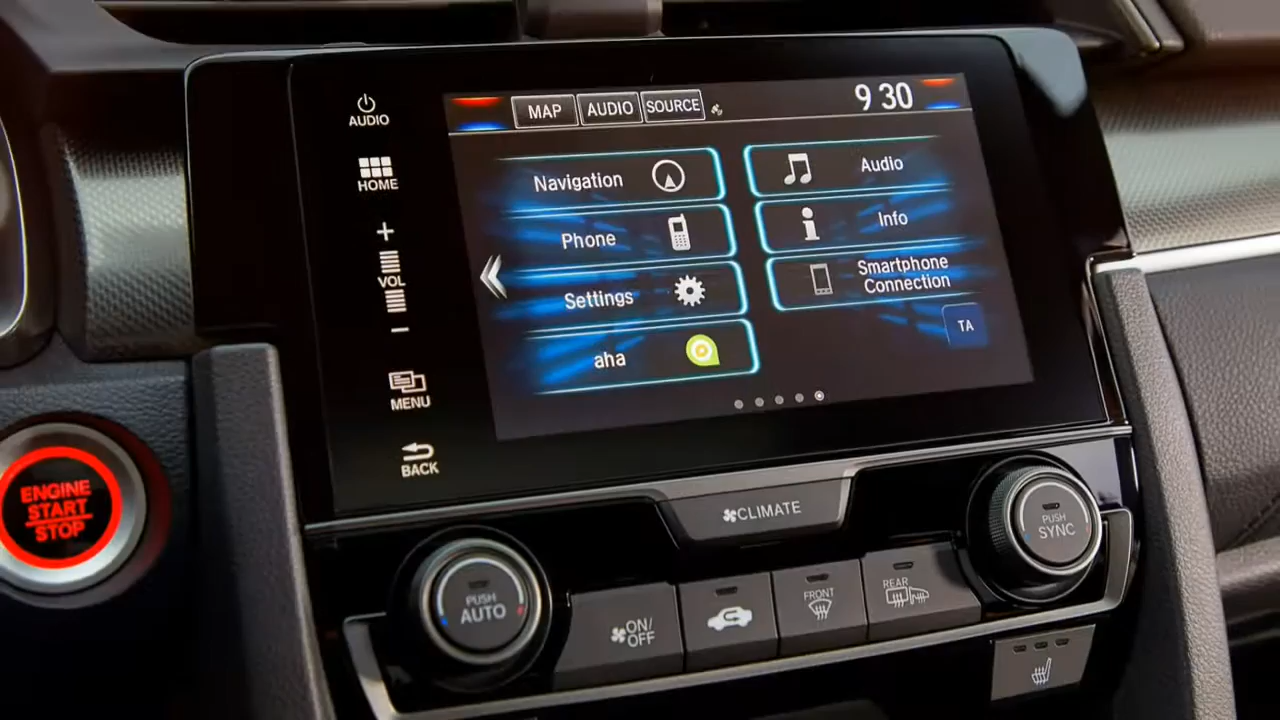 AUDIO
HOME
+
VOL
-
MENU
BACK
MAP AUDIO SOURCE 9 30
Navigation
Phone
Settings
aha
Audio
Info
Smartphone
Connection
TA
ENGINE
START
STOP
CLIMATE
PUSH
AUTO
ON/
OFF
FRONT
REAR
PUSH
SYNC